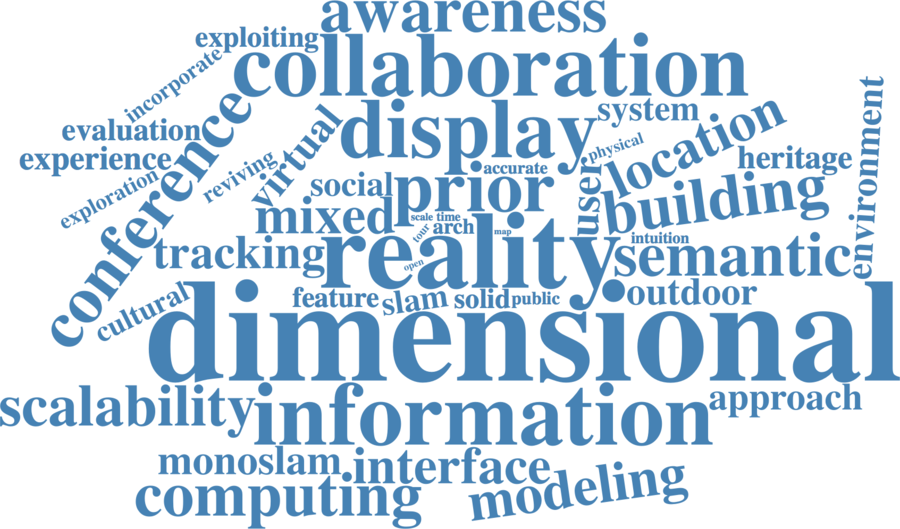 awareness
exploiting
collaboration
incorporate
conference
display
system
evaluation
virtual
physical
location
environment
experience
reviving
accurate
heritage
exploration
social
prior
user
building
mixed
scale
time
tour
arch
map
intuition
tracking
reality
semantic
open
cultural
feature
slam
solid
public
outdoor
dimensional
scalability
information
approach
monoslam
interface
computing
modeling